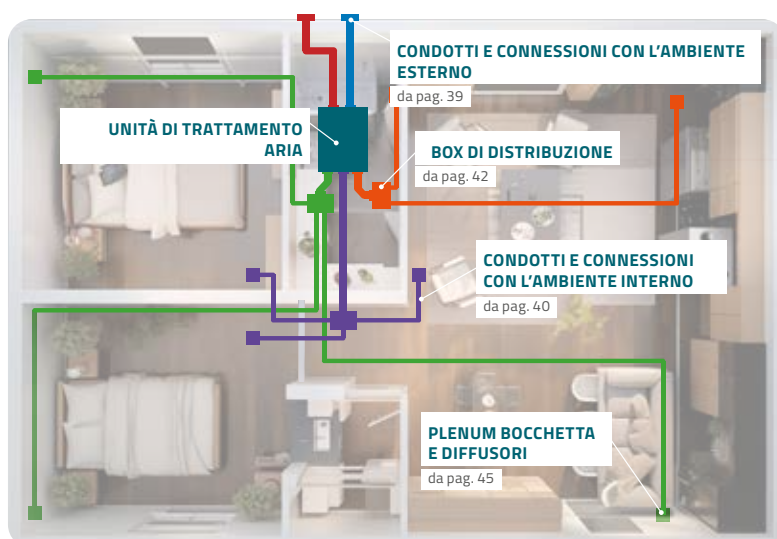 CONDOTTI E CONNESSIONI CON L'AMBIENTE
ESTERNO
da pag. 39
UNITÀ DI TRATTAMENTO
ARIA
BOX DI DISTRIBUZIONE
da pag. 42
CONDOTTI E CONNESSIONI
CON L'AMBIENTE INTERNO
da pag. 40
PLENUM BOCCHETTA
E DIFFUSORI
da pag. 45